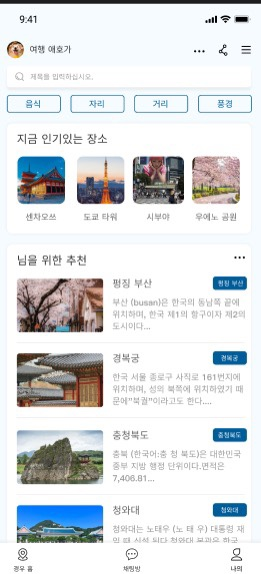 9:41
여행 애호가
제목을 입력하십시오.
음식
자리
거리
풍경
지금 인기있는 장소
센차오쓰
도쿄 타워
시부야
우에노 공원
님을 위한 추천
평징 부산
평징 부산
부산 (busan)은 한국의 동남쪽 끝에
위치하며, 한국 제1의 항구이자 제2의
도시이다...
경복궁
경복궁
한국 서울 종로구 사직로 161번지에
위치하며, 성의 북쪽에 위치하였기 때
문에"북궐"이라고도 한다....
충청북도
충청북도
충북 (한국어:충 청 북도)은 대한민국
중부 지방 행정 단위이다.면적은
7,406.81...
청와대
청와대
청와대는 노태우 (노 태 우) 대통령 재
경우 홈
채팅방
나의